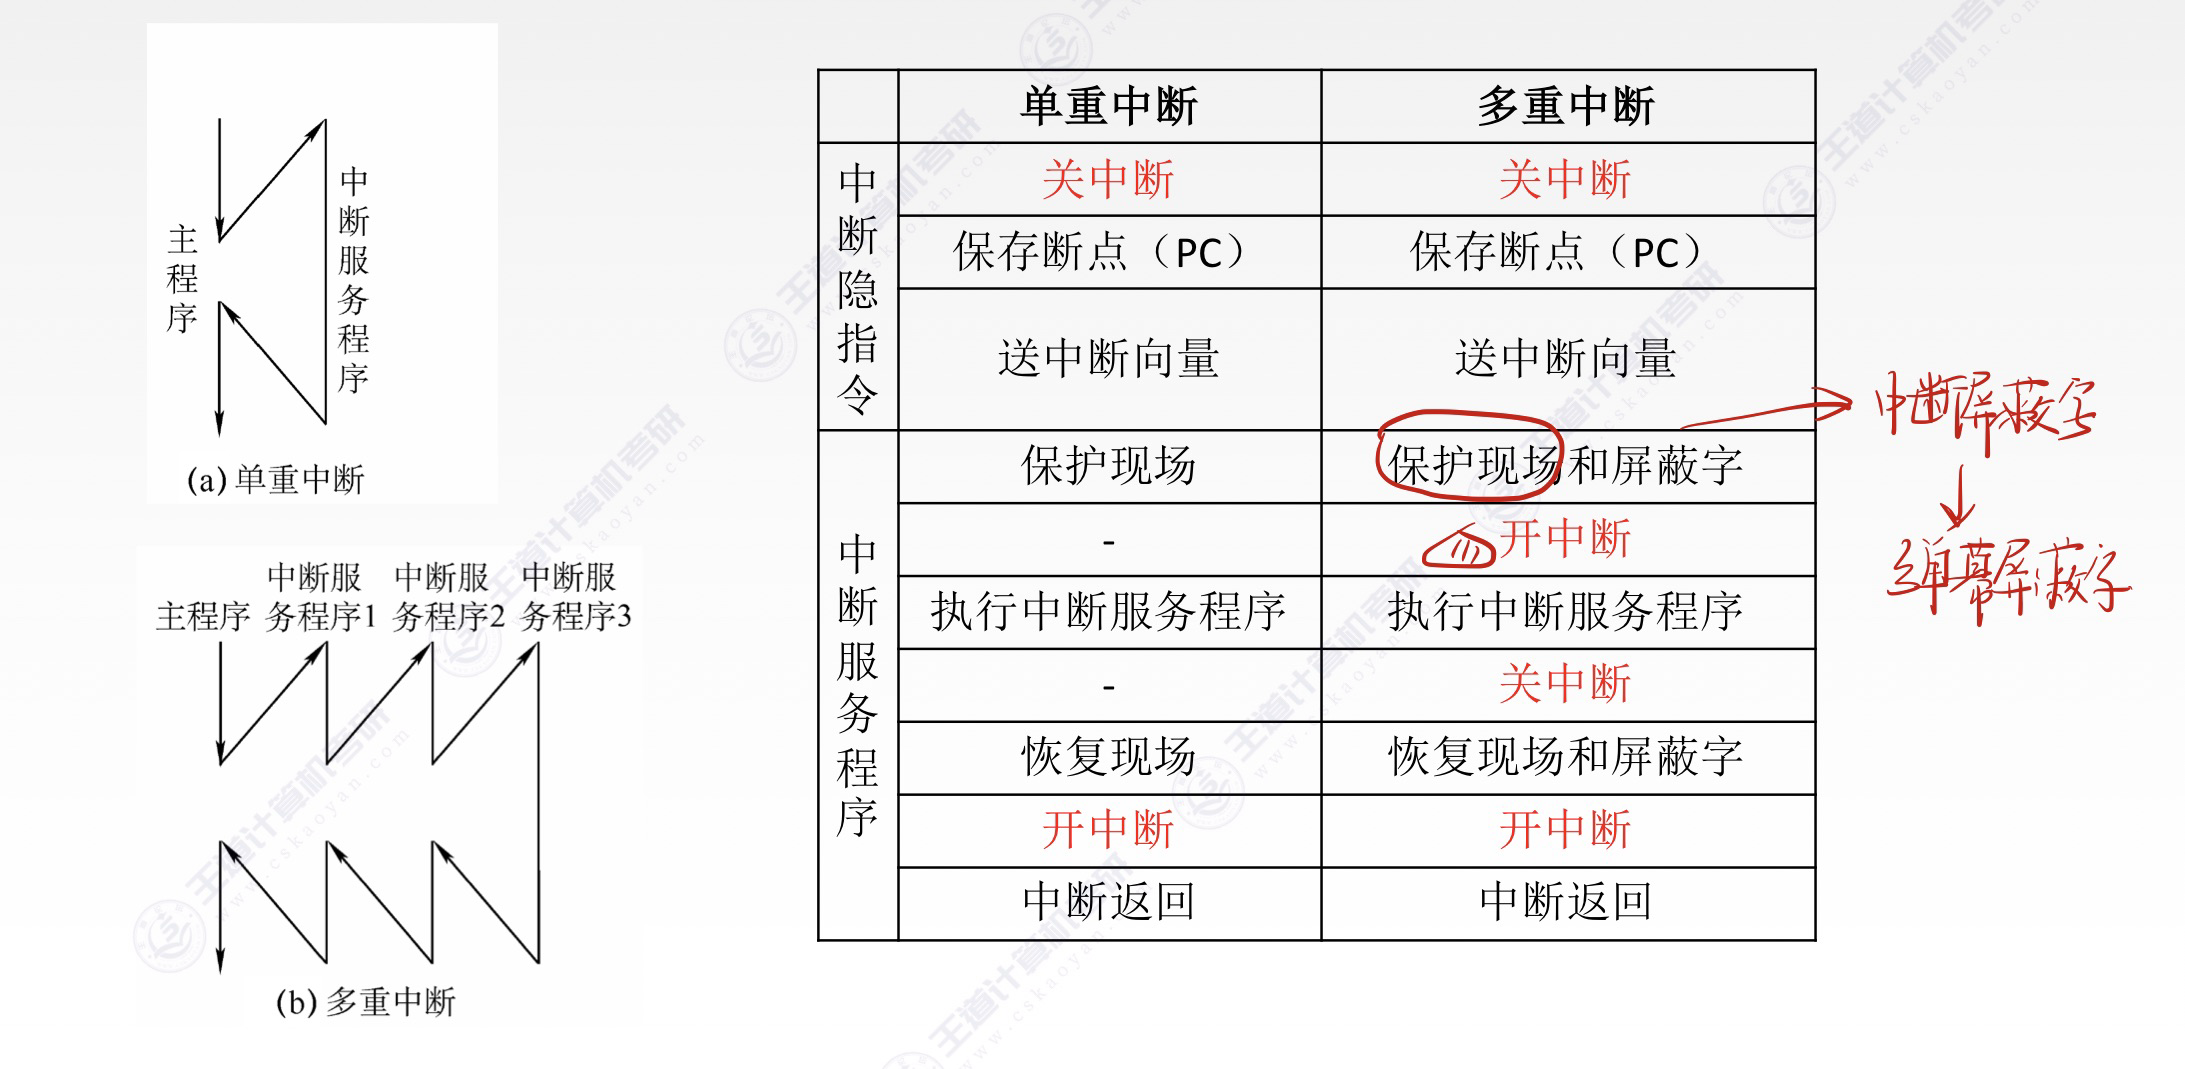 主程序
中断服务程序
(a)单重中断
主程序
中断服务程序1
中断服务程序2
中断服务程序3
(b)多重中断
单重中断 多重中断
中断隐指令
关中断 关中断
保存断点（PC） 保存断点（PC）
送中断向量 送中断向量
中断服务程序
保护现场 保护现场和屏蔽字
- 开中断
执行中断服务程序 执行中断服务程序
- 关中断
恢复现场 恢复现场和屏蔽字
开中断 开中断
中断返回 中断返回
中断屏蔽字
弹幕屏蔽字
王道计算机考研
www.cskaoyan.com